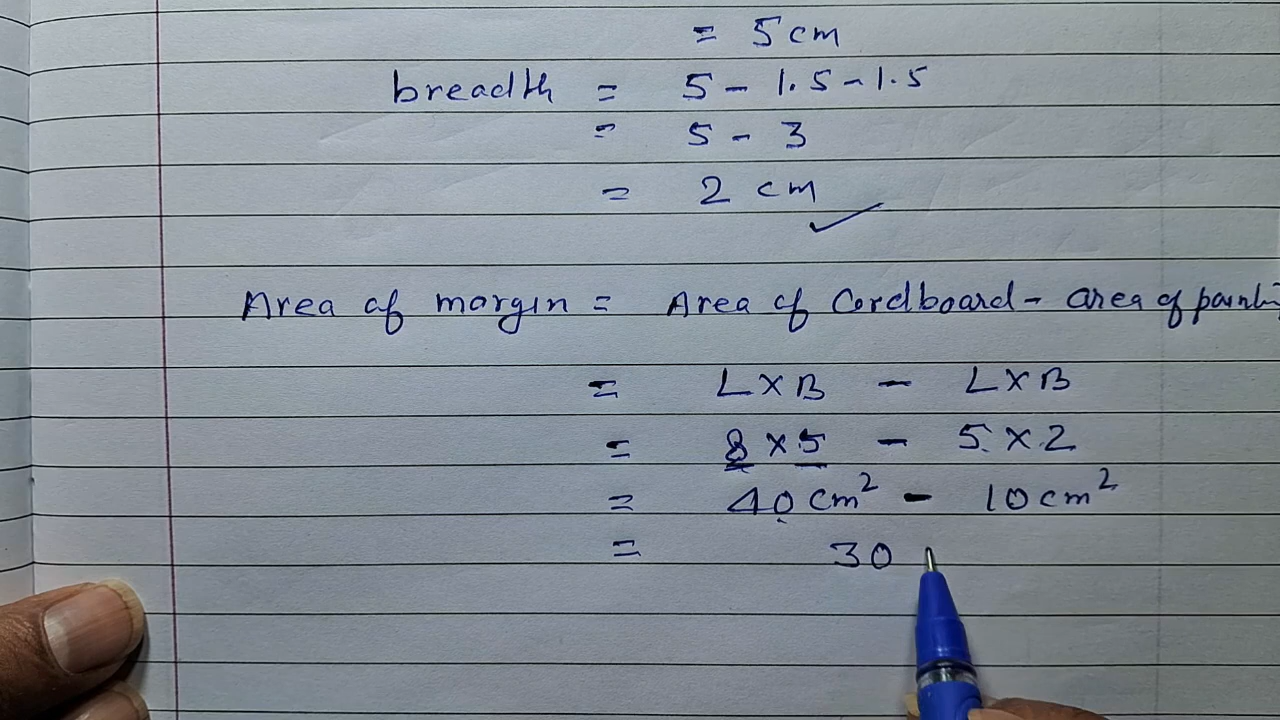 = 5 cm
breadth = 5 - 1.5 - 1.5
= 5 - 3
= 2 cm
Area of margin = Area of Cordboard - area of
= L × B - L × B
= 8 × 5 - 5 × 2
= 40 cm² - 10 cm²
= 30